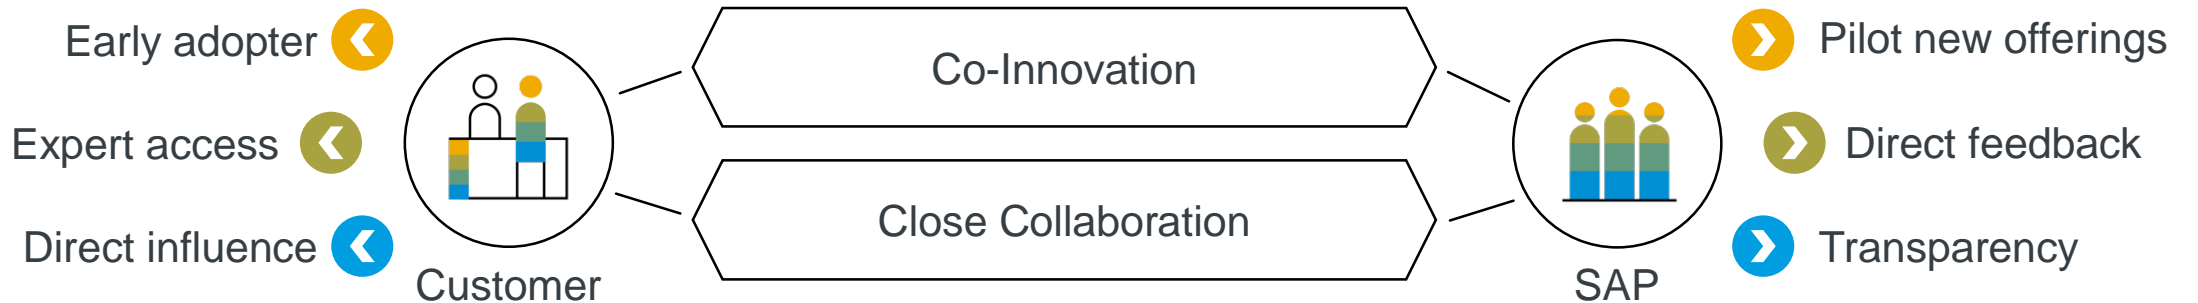 Early adopter
Expert access
Direct influence
Customer
Co-Innovation
Close Collaboration
SAP
Pilot new offerings
Direct feedback
Transparency